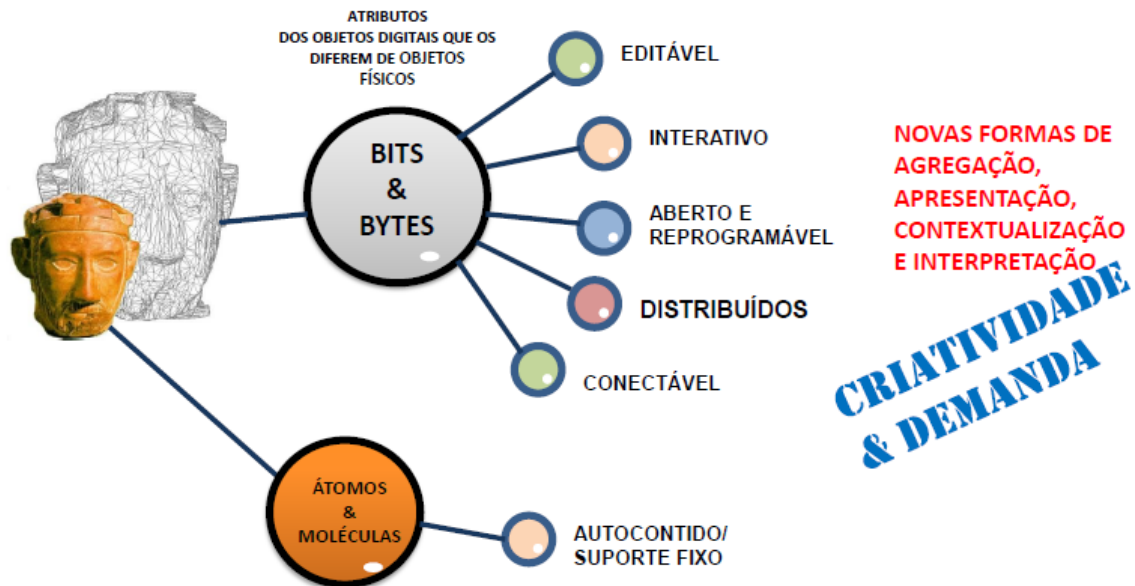 ATRIBUTOS
DOS OBJETOS DIGITAIS QUE OS
DIFEREM DE OBJETOS
FÍSICOS
BITS
&
BYTES
EDITÁVEL
INTERATIVO
ABERTO E
REPROGRAMÁVEL
DISTRIBUÍDOS
CONECTÁVEL
NOVAS FORMAS DE
AGREGAÇÃO,
APRESENTAÇÃO,
CONTEXTUALIZAÇÃO
E INTERPRETAÇÃO
CRIATIVIDADE
& DEMANDA
ÁTOMOS
&
MOLÉCULAS
AUTOCONTIDO/
SUPORTE FIXO